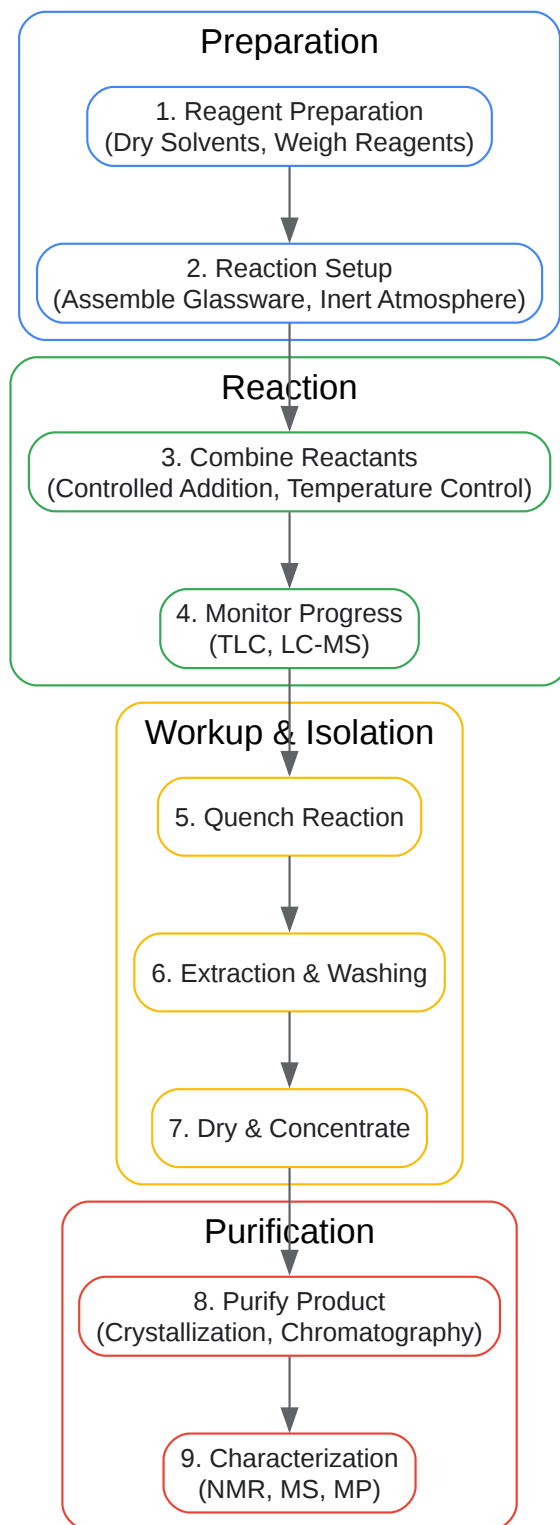 Preparation
1. Reagent Preparation
(Dry Solvents, Weigh Reagents)
2. Reaction Setup
(Assemble Glassware, Inert Atmosphere)
Reaction
3. Combine Reactants
(Controlled Addition, Temperature Control)
4. Monitor Progress
(TLC, LC-MS)
Workup & Isolation
5. Quench Reaction
6. Extraction & Washing
7. Dry & Concentrate
Purification
8. Purify Product
(Crystallization, Chromatography)
9. Characterization
(NMR, MS, MP)